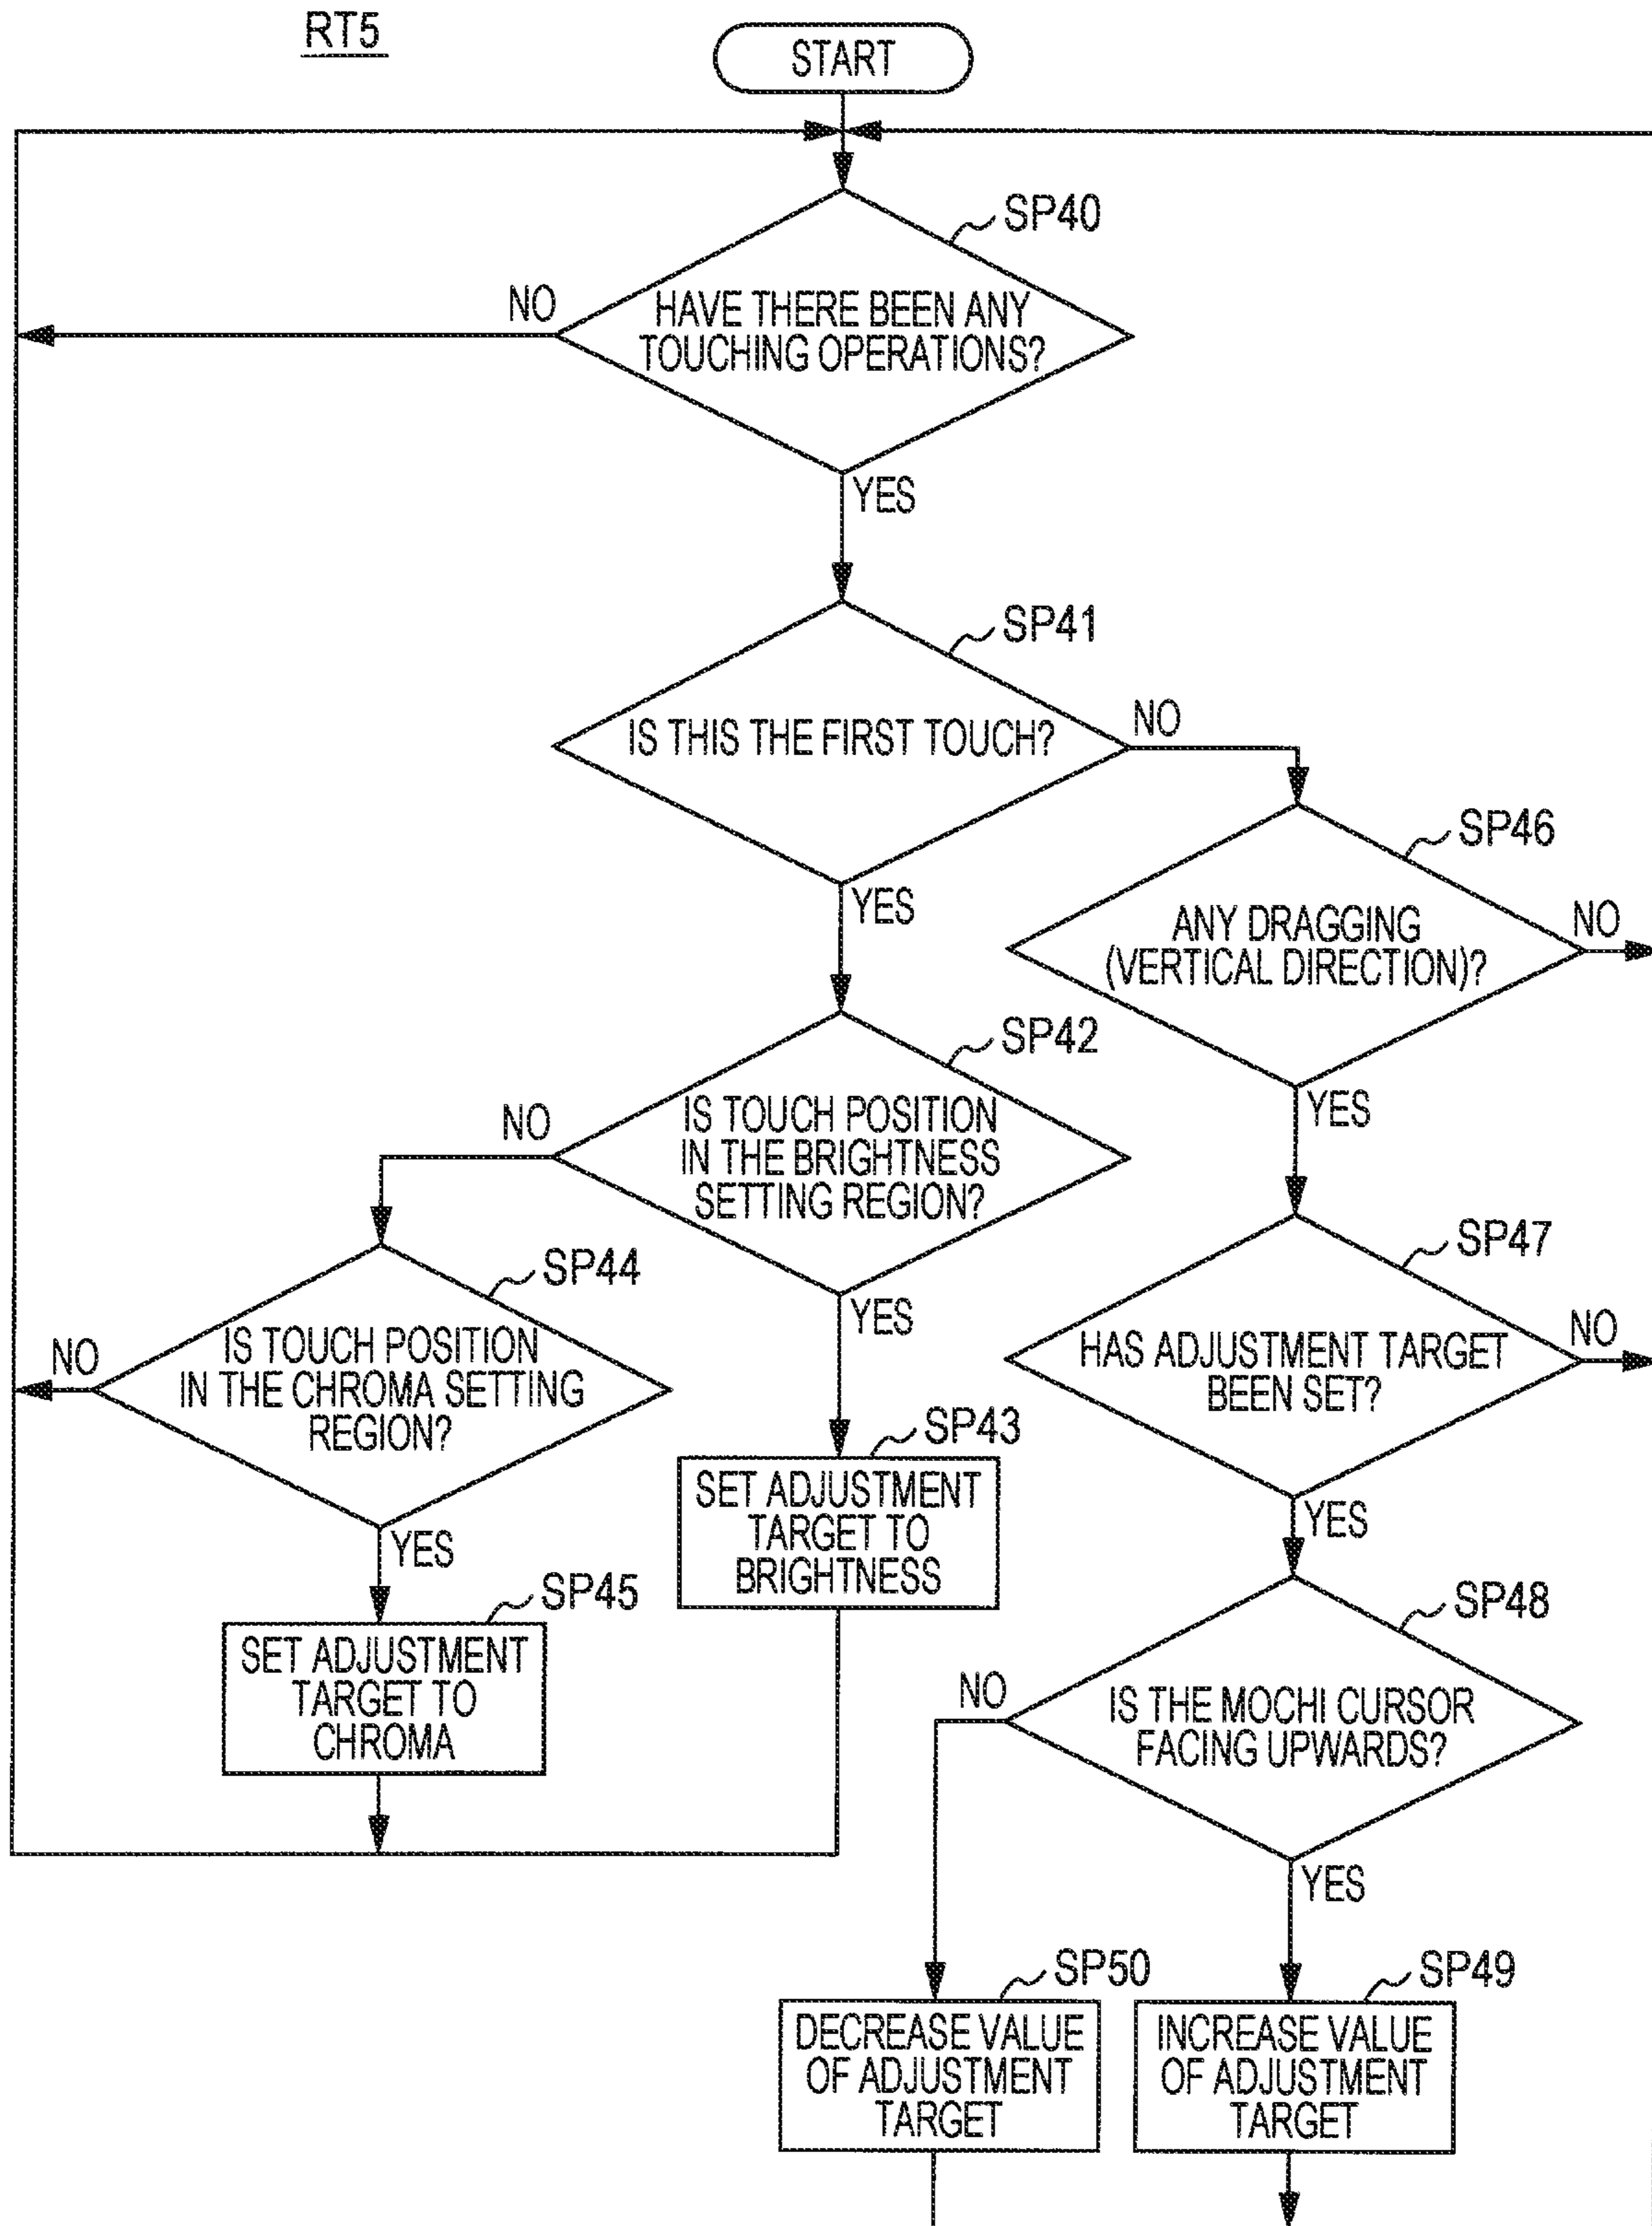 RT5
START
SP40
NO
HAVE THERE BEEN ANY
TOUCHING OPERATIONS?
YES
SP41
IS THIS THE FIRST TOUCH?
NO
YES
SP46
ANY DRAGGING
(VERTICAL DIRECTION)?
NO
YES
SP42
NO
IS TOUCH POSITION
IN THE BRIGHTNESS
SETTING REGION?
YES
SP44
NO
IS TOUCH POSITION
IN THE CHROMA SETTING
REGION?
YES
SP47
HAS ADJUSTMENT TARGET
BEEN SET?
NO
YES
SP43
SET ADJUSTMENT
TARGET TO
BRIGHTNESS
SP45
SET ADJUSTMENT
TARGET TO
CHROMA
SP48
NO
IS THE MOCHI CURSOR
FACING UPWARDS?
YES
SP50
DECREASE VALUE
OF ADJUSTMENT
TARGET
SP49
INCREASE VALUE
OF ADJUSTMENT
TARGET